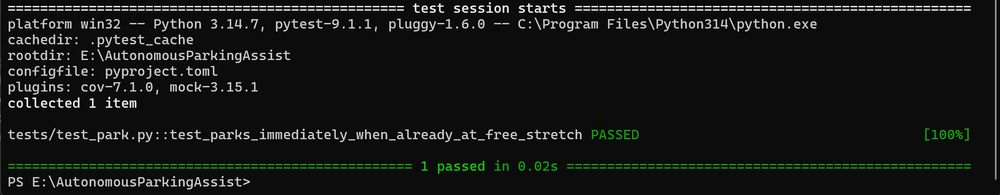 ================================================= test session starts =================================================
platform win32 -- Python 3.14.7, pytest-9.1.1, pluggy-1.6.0 -- C:\Program Files\Python314\python.exe
cachedir: .pytest_cache
rootdir: E:\AutonomousParkingAssist
configfile: pyproject.toml
plugins: cov-7.1.0, mock-3.15.1
collected 1 item
tests/test_park.py::test_parks_immediately_when_already_at_free_stretch PASSED [100%]
================================================== 1 passed in 0.02s ==================================================
PS E:\AutonomousParkingAssist>